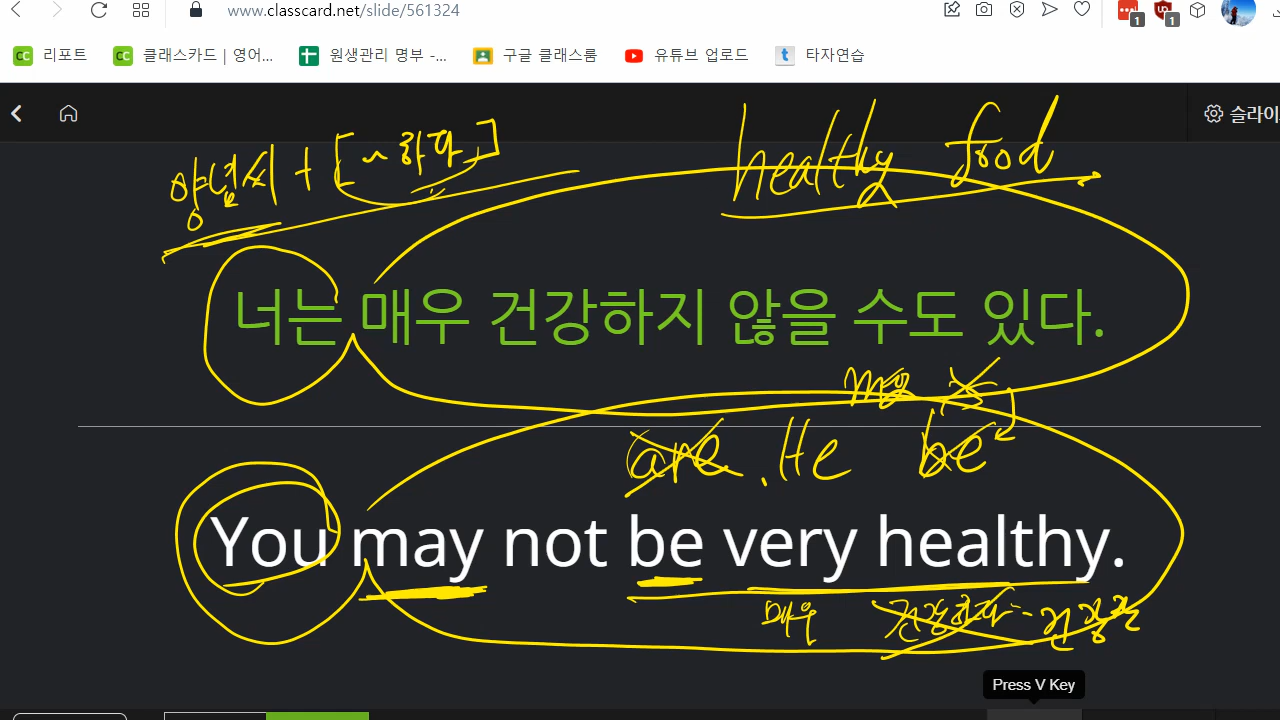 www.classcard.net/slide/561324
1 1
리포트 클래스카드 | 영어... 원생관리 명부 -... 구글 클래스룸 유튜브 업로드 타자연습
슬라이
healthy food
양념씨 + [~하다]
너는 매우 건강하지 않을 수도 있다.
may
are . He be
You may not be very healthy.
매우 건강하다 건강한
Press V Key